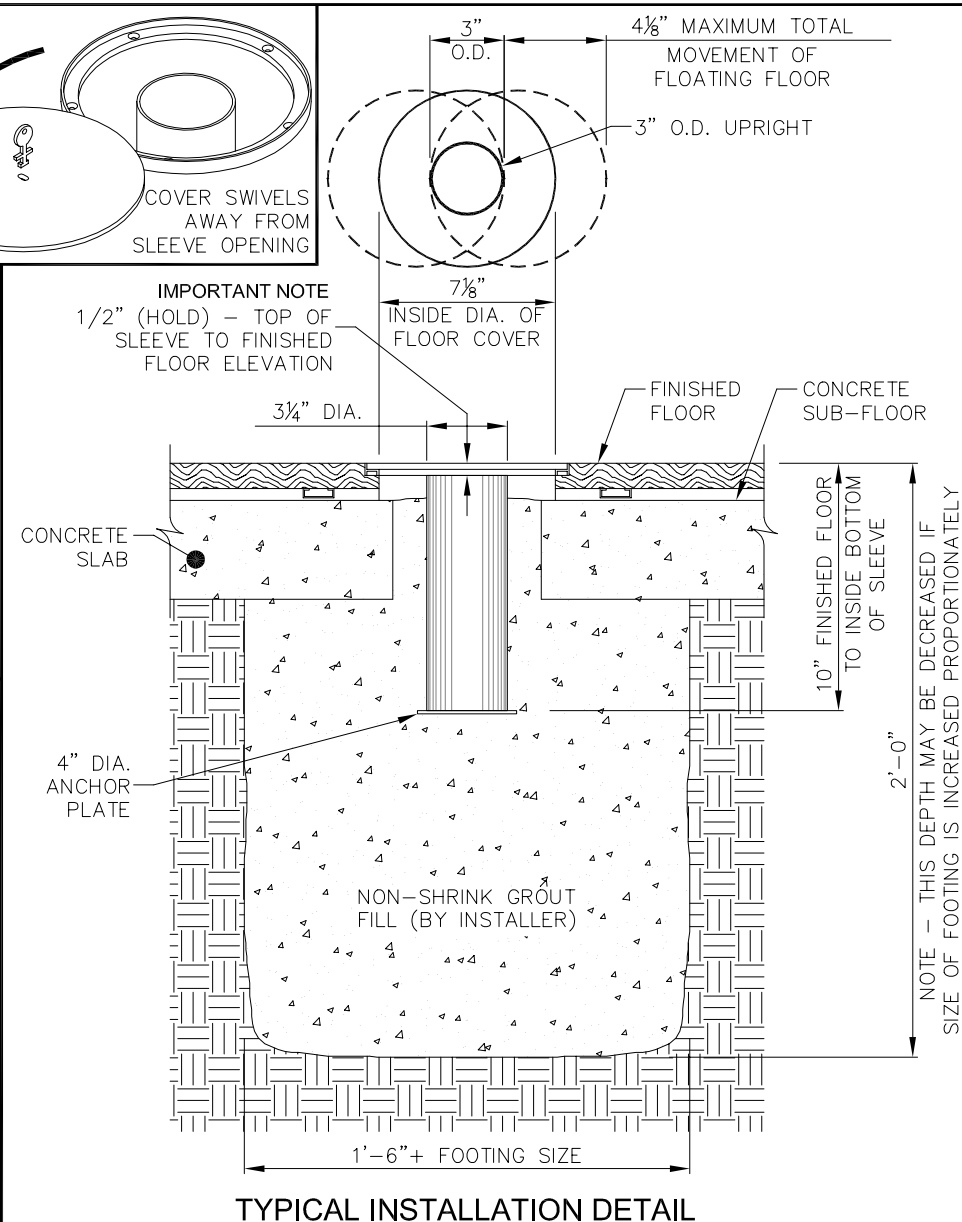 COVER SWIVELS
AWAY FROM
SLEEVE OPENING
3"
O.D.
4⅛" MAXIMUM TOTAL
MOVEMENT OF
FLOATING FLOOR
3" O.D. UPRIGHT
7⅛"
INSIDE DIA. OF
FLOOR COVER
IMPORTANT NOTE
1/2" (HOLD) – TOP OF
SLEEVE TO FINISHED
FLOOR ELEVATION
3¼" DIA.
FINISHED
FLOOR
CONCRETE
SUB–FLOOR
CONCRETE
SLAB
10" FINISHED FLOOR
TO INSIDE BOTTOM
OF SLEEVE
2'–0"
NOTE – THIS DEPTH MAY BE DECREASED IF
SIZE OF FOOTING IS INCREASED PROPORTIONATELY
4" DIA.
ANCHOR
PLATE
NON–SHRINK GROUT
FILL (BY INSTALLER)
1'–6"+ FOOTING SIZE
TYPICAL INSTALLATION DETAIL